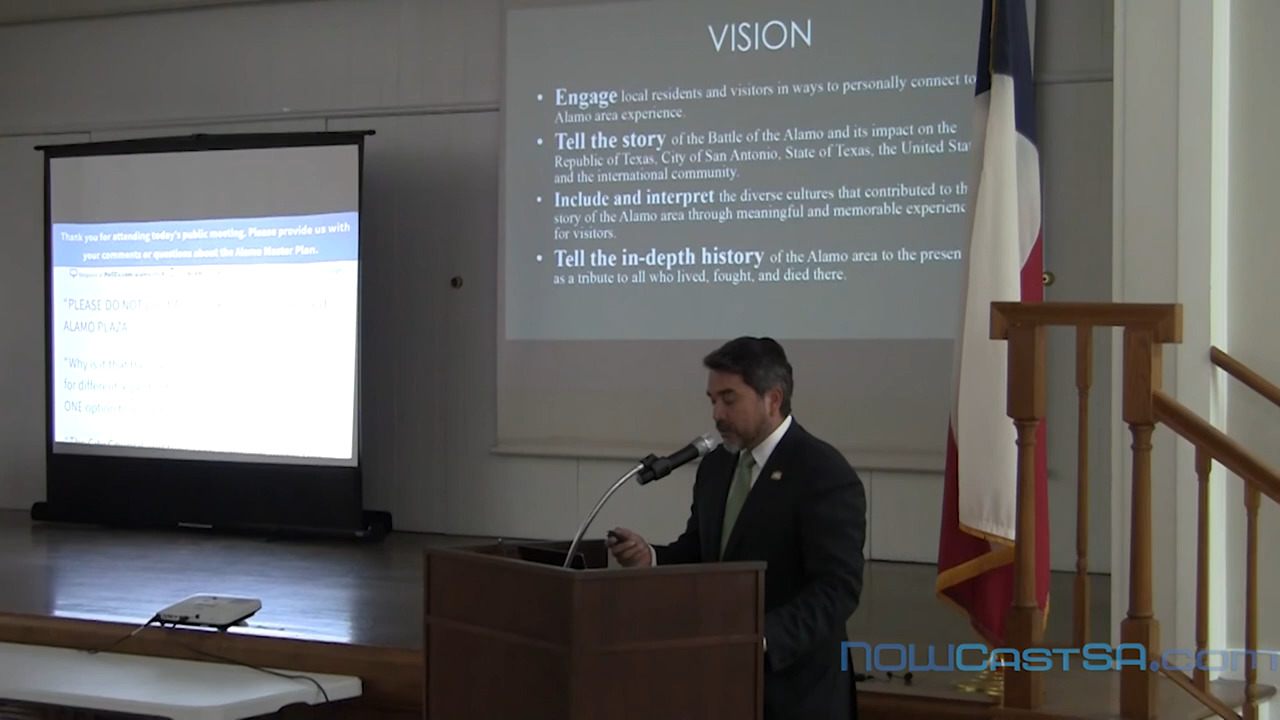 VISION
• Engage local residents and visitors in ways to personally connect to
Alamo area experience.
• Tell the story of the Battle of the Alamo and its impact on the
Republic of Texas, City of San Antonio, State of Texas, the United Stat
and the international community.
• Include and interpret the diverse cultures that contributed to th
story of the Alamo area through meaningful and memorable experienc
for visitors.
• Tell the in-depth history of the Alamo area to the presen
as a tribute to all who lived, fought, and died there.
Thank you for attending today's public meeting. Please provide us with
your comments or questions about the Alamo Master Plan.
"PLEASE DO NOT
ALAMO PLAZA
"Why is it that
for different
ONE option
"The City
NOWCastSA.com